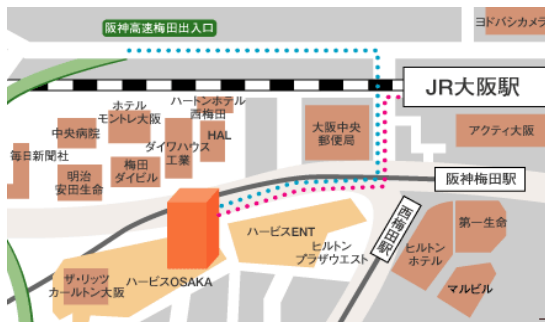 阪神高速梅田出入口
ヨドバシカメラ
JR大阪駅
ホテル
モントレ大阪
ハートンホテル
西梅田
中央病院
HAL
大阪中央
郵便局
アクティ大阪
ダイワハウス
工業
毎日新聞社
明治
安田生命
梅田
ダイビル
阪神梅田駅
西梅田駅
第一生命
ハービスENT
ヒルトン
プラザウエスト
ヒルトン
ホテル
ザ・リッツ
カールトン大阪
ハービスOSAKA
マルビル